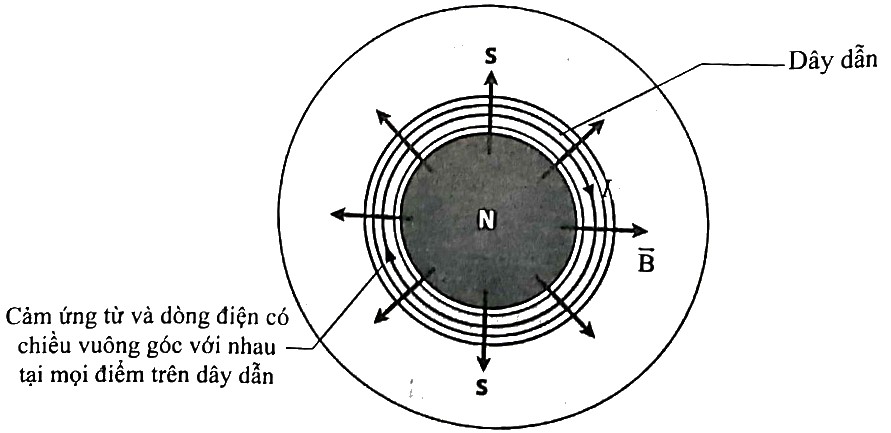 S
Dây dẫn
I
N
B
Cảm ứng từ và dòng điện có
chiều vuông góc với nhau
tại mọi điểm trên dây dẫn
S